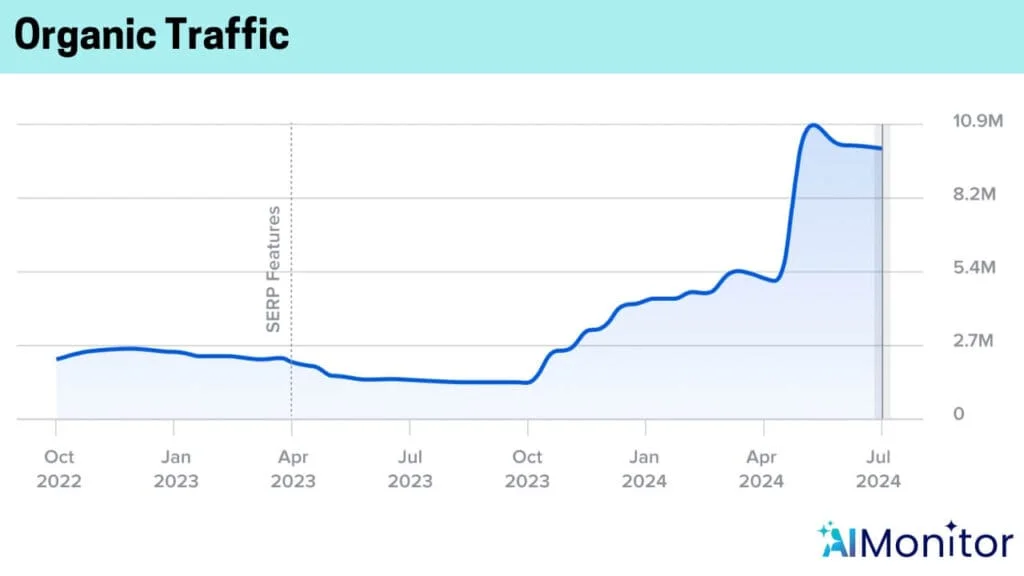 Organic Traffic
10.9M
8.2M
5.4M
2.7M
0
SERP Features
Oct
2022
Jan
2023
Apr
2023
Jul
2023
Oct
2023
Jan
2024
Apr
2024
Jul
2024
AIMonitor